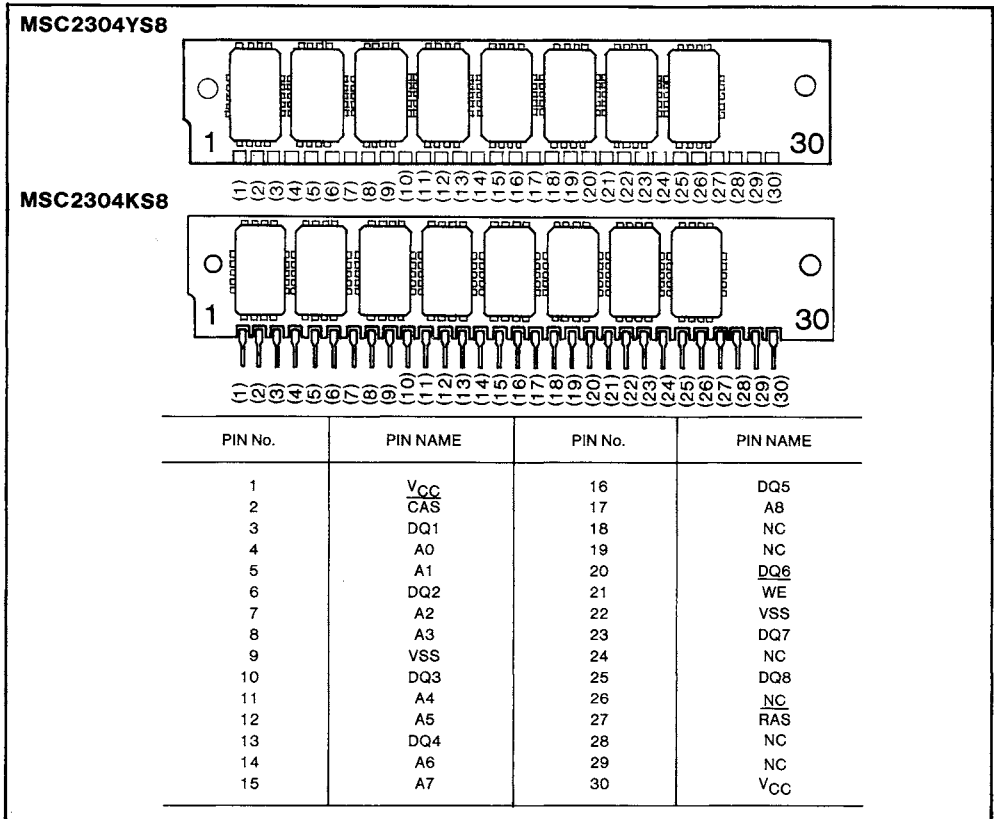 MSC2304YS8
1 30
(1) (2) (3) (4) (5) (6) (7) (8) (9) (10) (11) (12) (13) (14) (15) (16) (17) (18) (19) (20) (21) (22) (23) (24) (25) (26) (27) (28) (29) (30)
MSC2304KS8
1 30
(1) (2) (3) (4) (5) (6) (7) (8) (9) (10) (11) (12) (13) (14) (15) (16) (17) (18) (19) (20) (21) (22) (23) (24) (25) (26) (27) (28) (29) (30)
PIN No. PIN NAME PIN No. PIN NAME
1 VCC 16 DQ5
2 C̅A̅S̅ 17 A8
3 DQ1 18 NC
4 A0 19 NC
5 A1 20 DQ6
6 DQ2 21 W̅E̅ 
7 A2 22 VSS
8 A3 23 DQ7
9 VSS 24 NC
10 DQ3 25 DQ8
11 A4 26 NC
12 A5 27 R̅A̅S̅
13 DQ4 28 NC
14 A6 29 NC
15 A7 30 VCC